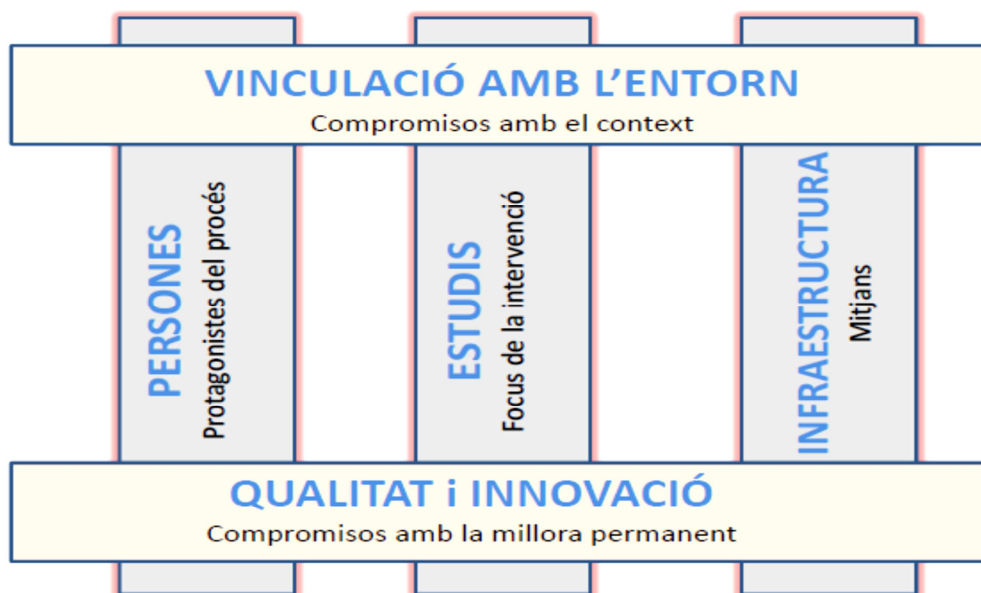 VINCULACIÓ AMB L'ENTORN
Compromisos amb el context
PERSONES
Protagonistes del procés
ESTUDIS
Focus de la intervenció
INFRAESTRUCTURA
Mitjans
QUALITAT i INNOVACIÓ
Compromisos amb la millora permanent